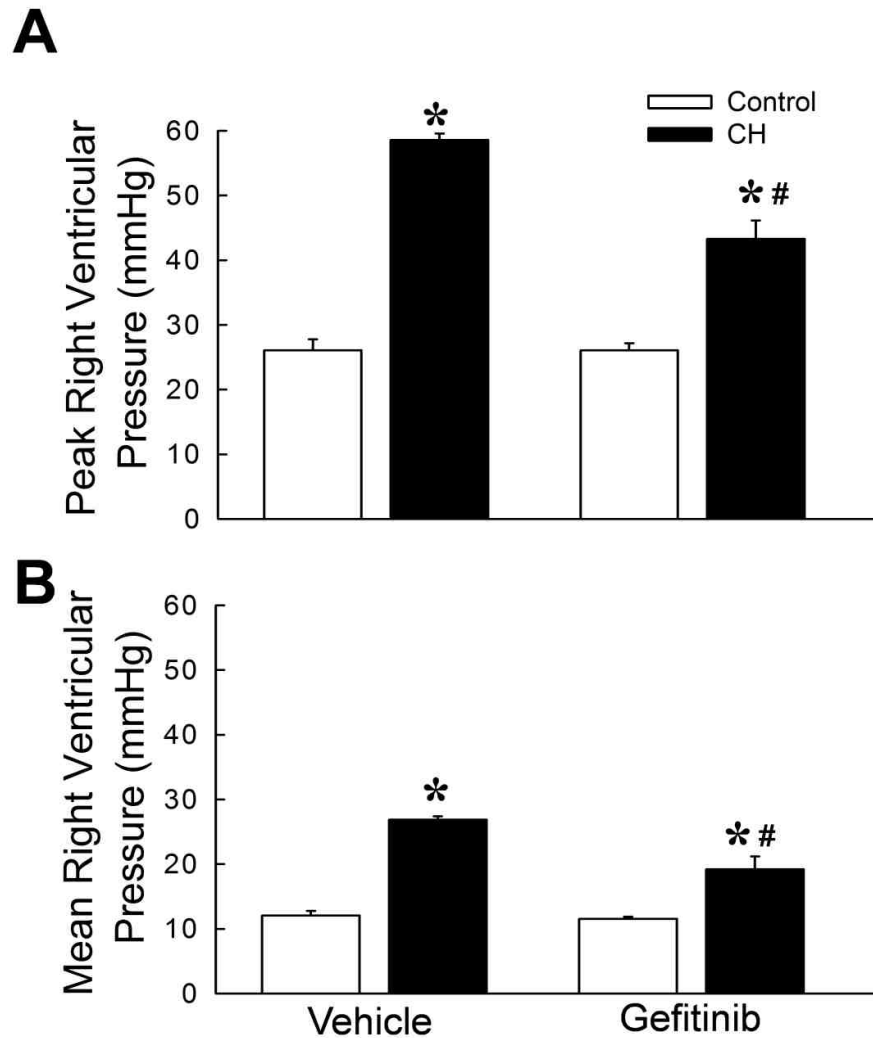 A
Control
CH
Peak Right Ventricular
Pressure (mmHg)
60
50
40
30
20
10
0
*
* #
B
Mean Right Ventricular
Pressure (mmHg)
60
50
40
30
20
10
0
*
* #
Vehicle
Gefitinib